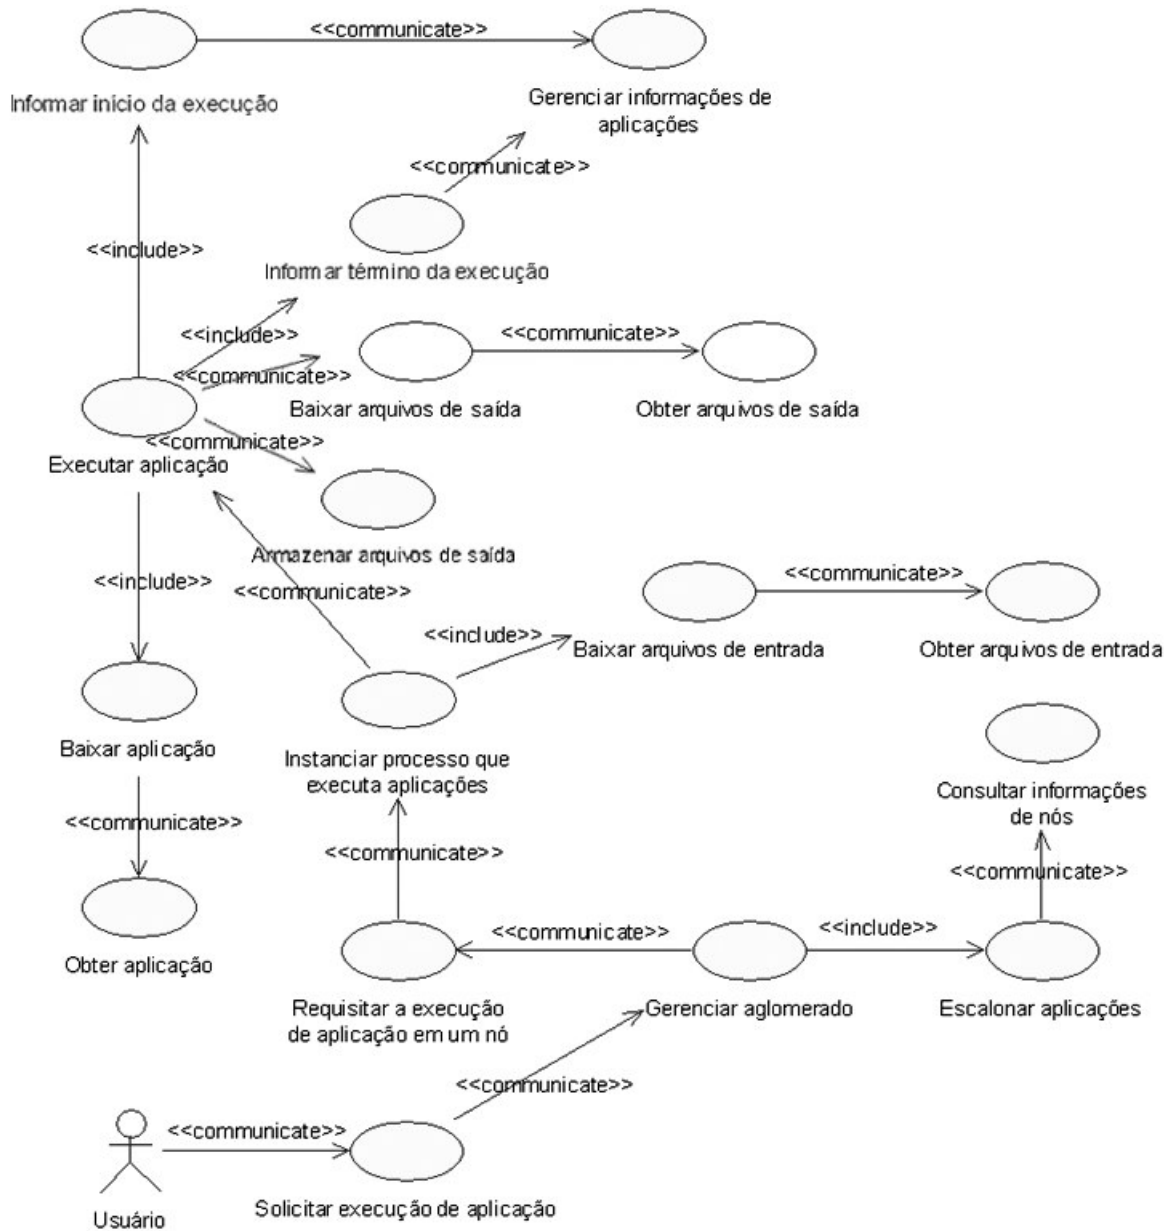 <<communicate>>
Informar início da execução
Gerenciar informações de
aplicações
<<communicate>>
<<include>>
Informar término da execução
<<include>>
<<communicate>>
<<communicate>>
Baixar arquivos de saída
Obter arquivos de saída
<<communicate>>
Executar aplicação
Armazenar arquivos de saída
<<include>>
<<communicate>>
<<communicate>>
<<include>>
Baixar arquivos de entrada
Obter arquivos de entrada
Baixar aplicação
Instanciar processo que
executa aplicações
Consultar informações
de nós
<<communicate>>
<<communicate>>
<<communicate>>
<<communicate>>
<<include>>
Obter aplicação
Requisitar a execução
de aplicação em um nó
Gerenciar aglomerado
Escalonar aplicações
<<communicate>>
<<communicate>>
Solicitar execução de aplicação
Usuário